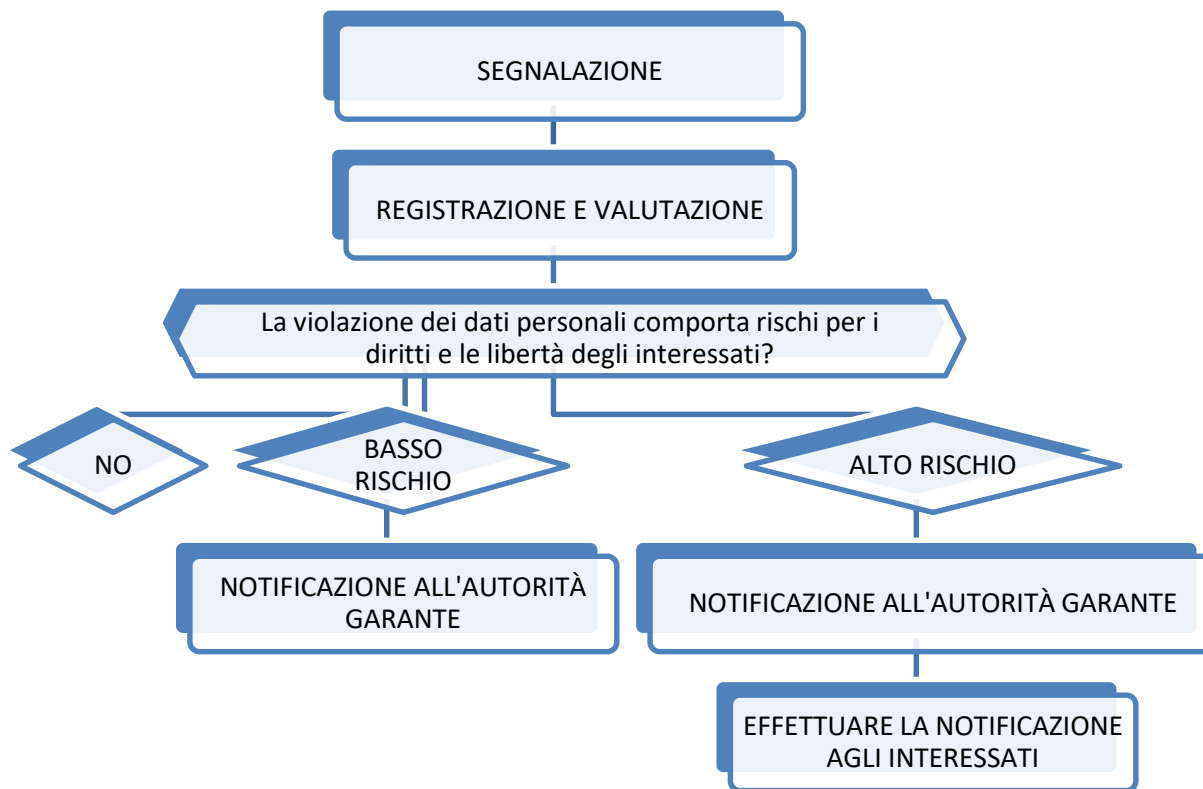 SEGNALAZIONE
REGISTRAZIONE E VALUTAZIONE
La violazione dei dati personali comporta rischi per i
diritti e le libertà degli interessati?
NO
BASSO
RISCHIO
ALTO RISCHIO
NOTIFICAZIONE ALL'AUTORITÀ
GARANTE
NOTIFICAZIONE ALL'AUTORITÀ GARANTE
EFFETTUARE LA NOTIFICAZIONE
AGLI INTERESSATI